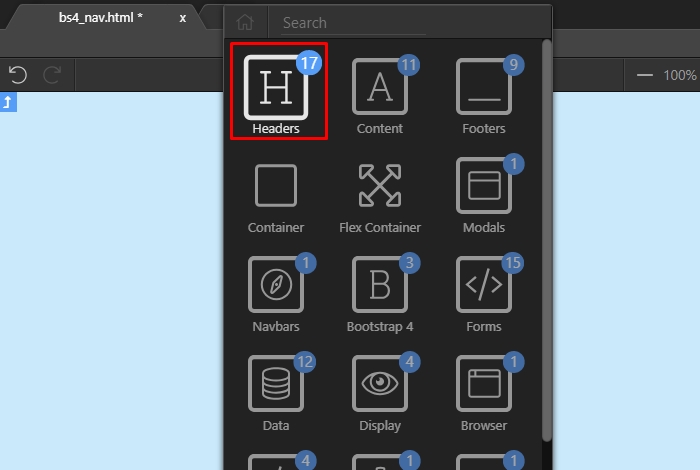 bs4_nav.html * x
Search
17 11 9
H A
Headers Content Footers
100%
1
Container Flex Container Modals
1 3 15
B </>
Navbars Bootstrap 4 Forms
12 4 1
Data Display Browser
4 1 1